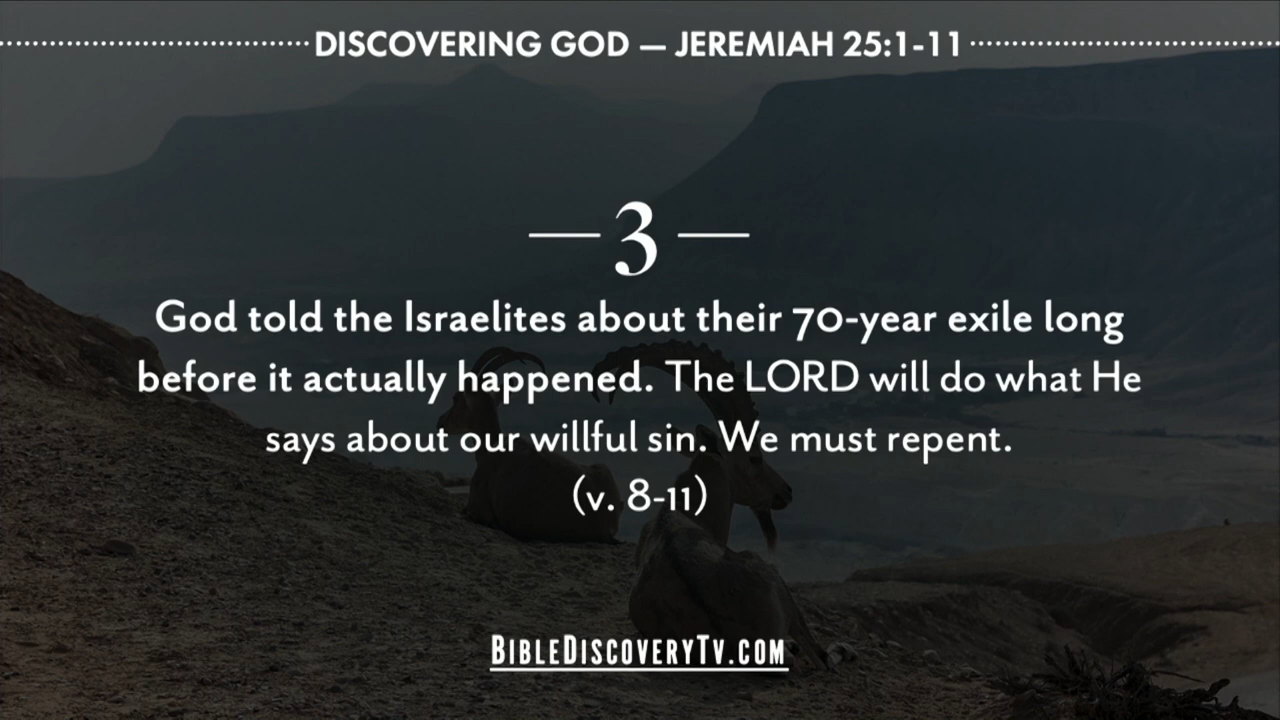 DISCOVERING GOD — JEREMIAH 25:1-11
— 3 —
God told the Israelites about their 70-year exile long
before it actually happened. The LORD will do what He
says about our willful sin. We must repent.
(v. 8-11)
BIBLEDISCOVERYTV.COM